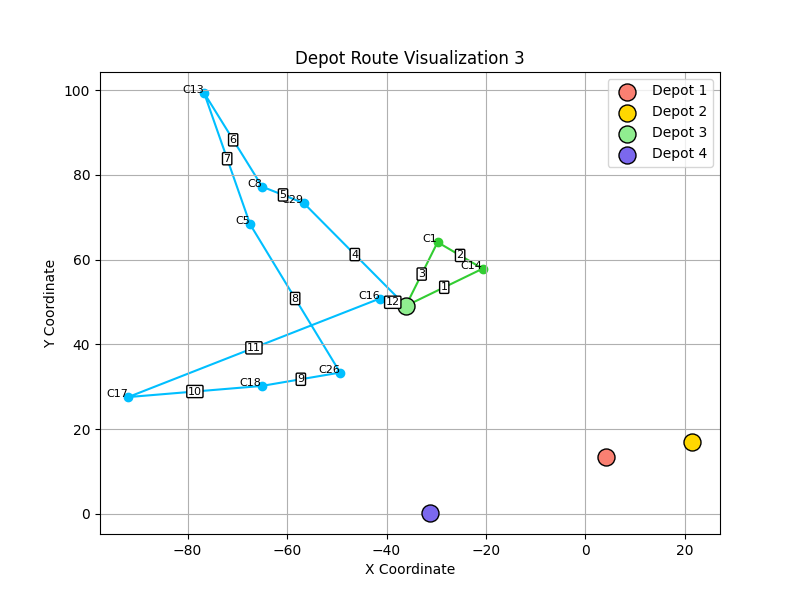 Depot Route Visualization 3
Depot 1
Depot 2
Depot 3
Depot 4
Y Coordinate
100
80
60
40
20
0
C13
6
7
C8
5
C29
C5
4
C1
2
C14
3
1
8
C16
12
11
C26
9
C18
10
C17
−80
−60
−40
−20
0
20
X Coordinate